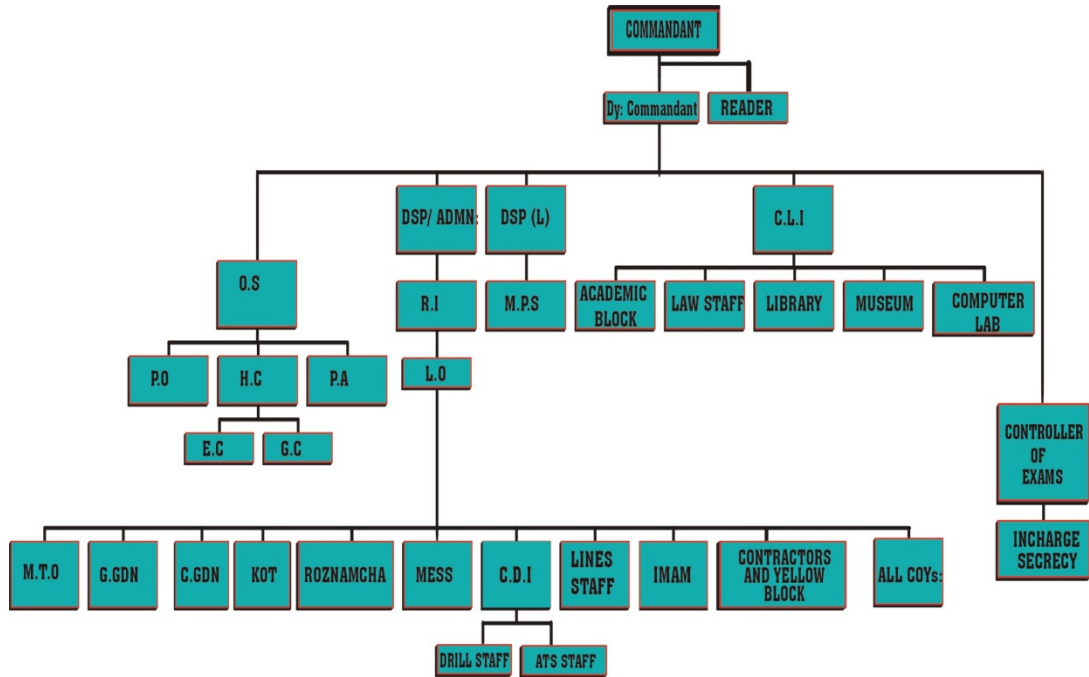 COMMANDANT
Dy: Commandant
READER
O.S
DSP/ ADMN:
DSP (L)
C.L.I
R.I
M.P.S
ACADEMIC
BLOCK
LAW STAFF
LIBRARY
MUSEUM
COMPUTER
LAB
P.O
H.C
P.A
L.O
E.C
G.C
CONTROLLER
OF
EXAMS
INCHARGE
SECRECY
M.T.O
G.GDN
C.GDN
KOT
ROZNAMCHA
MESS
C.D.I
LINES
STAFF
IMAM
CONTRACTORS
AND YELLOW
BLOCK
ALL COYs:
DRILL STAFF
ATS STAFF